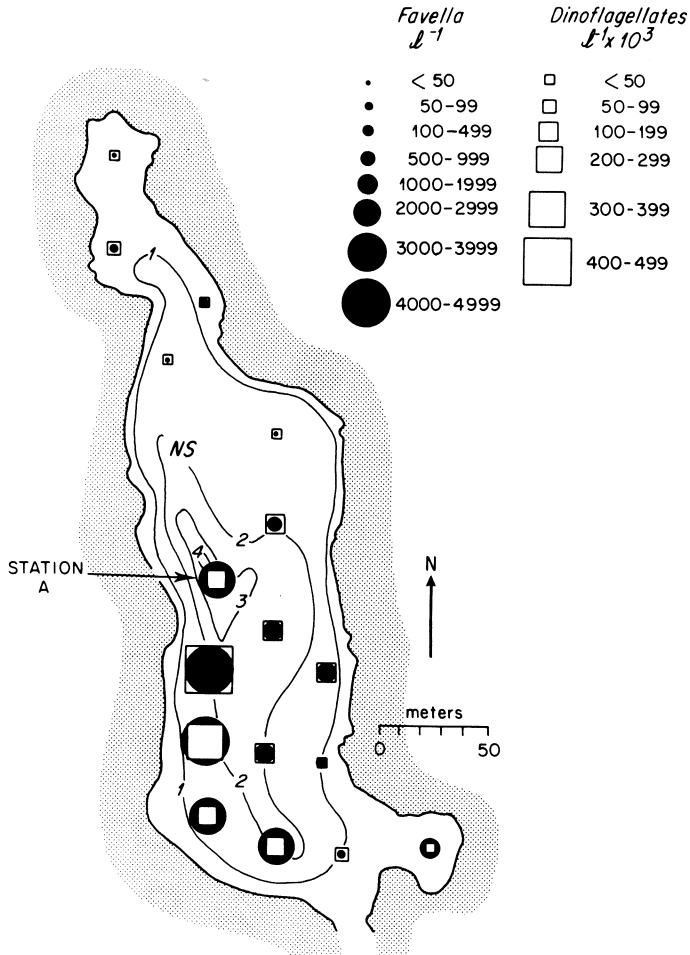 Favella
ℓ⁻¹
< 50
50-99
100-499
500-999
1000-1999
2000-2999
3000-3999
4000-4999
Dinoflagellates
ℓ⁻¹ x 10³
< 50
50-99
100-199
200-299
300-399
400-499
1
NS
2
4
STATION
A
3
N
meters
0 50
1
2